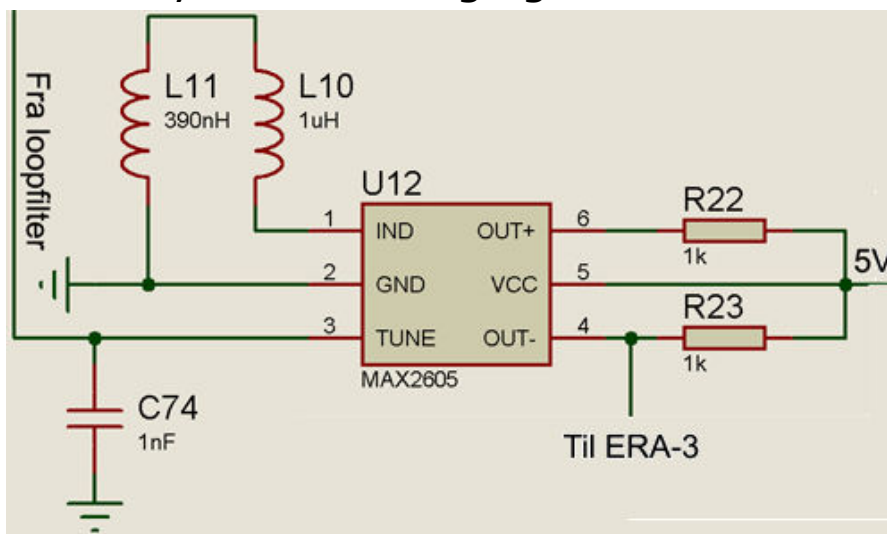 Fra loopfilter
L11
390nH
L10
1uH
U12
1
IND
2
GND
3
TUNE
OUT+
6
VCC
5
OUT-
4
MAX2605
R22
1k
5V
R23
1k
C74
1nF
Til ERA-3